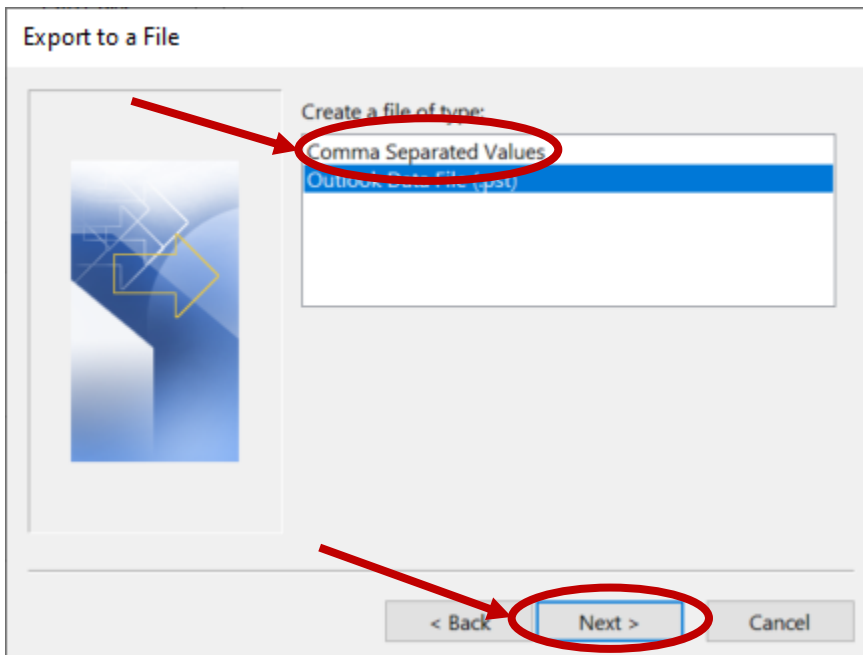 Export to a File
Create a file of type:
Comma Separated Values
Outlook Data File (.pst)
< Back
Next >
Cancel